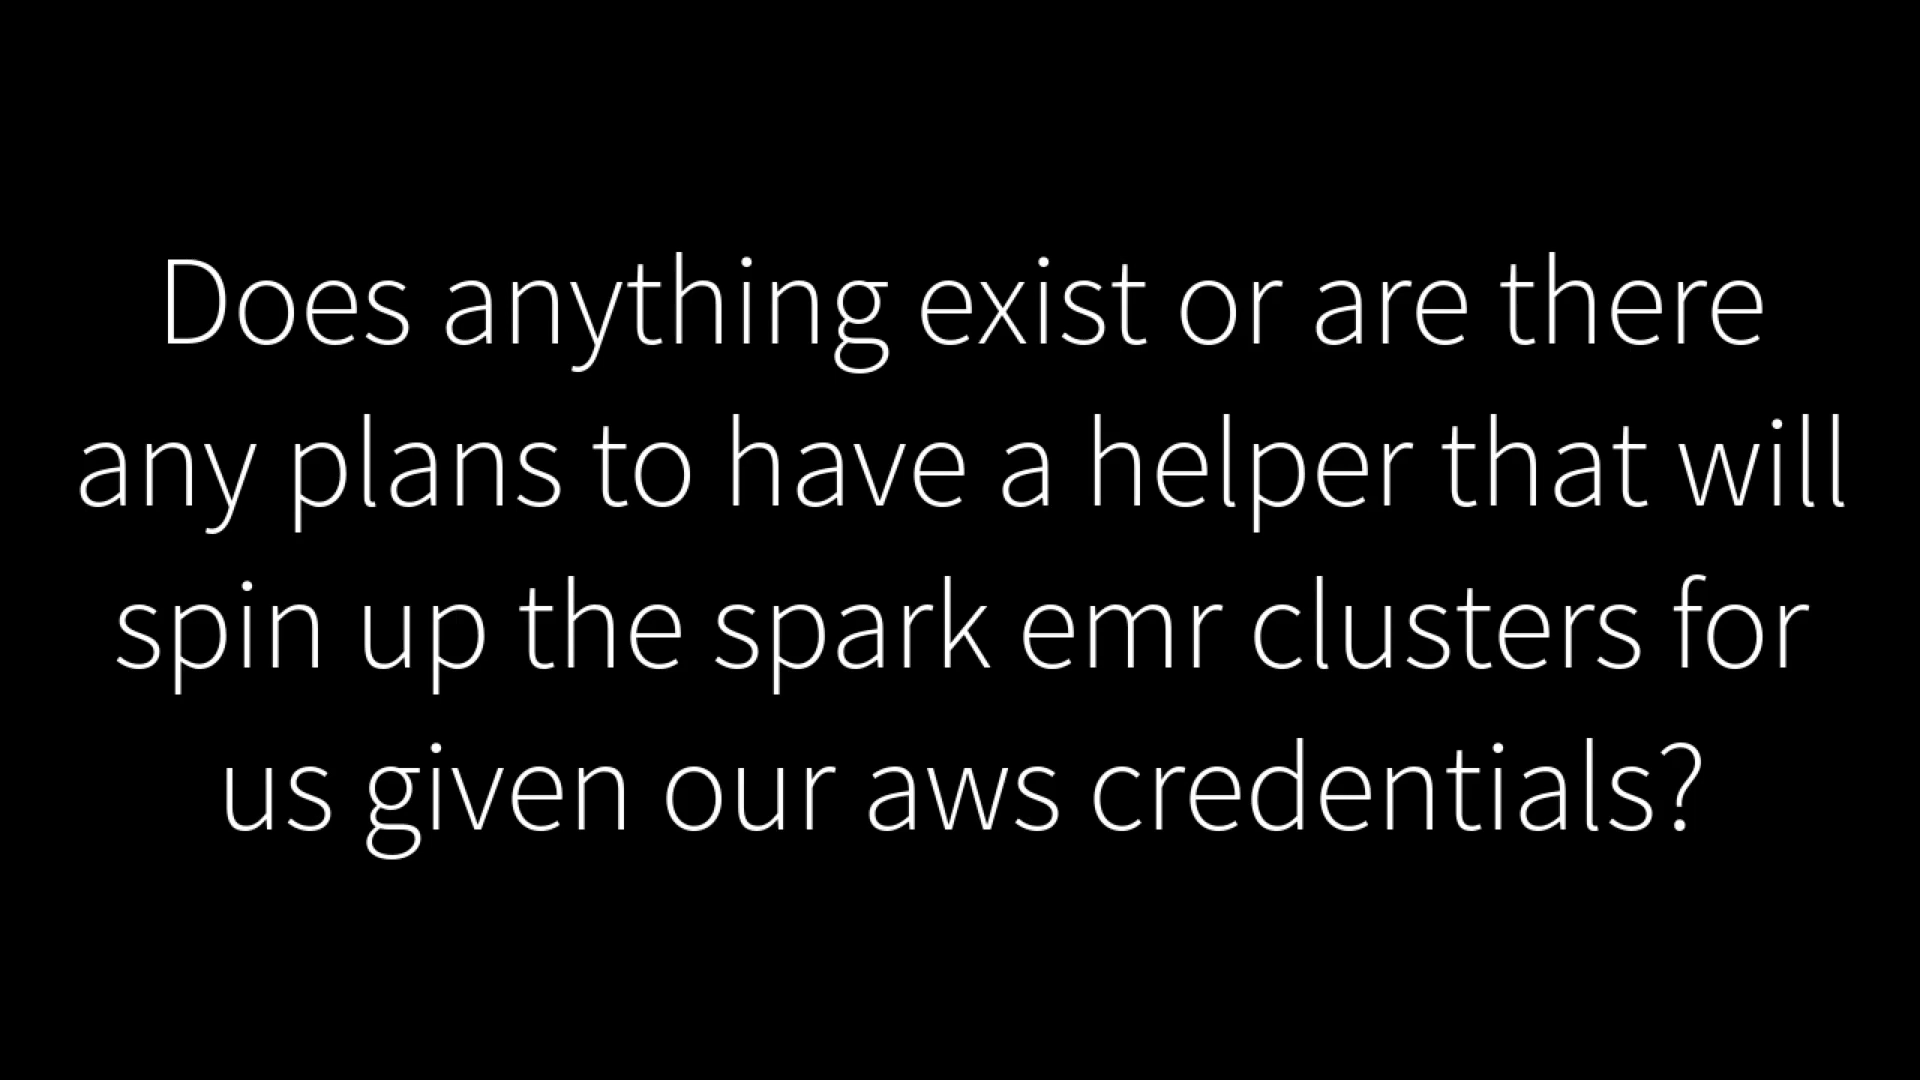 Does anything exist or are there
any plans to have a helper that will
spin up the spark emr clusters for
us given our aws credentials?